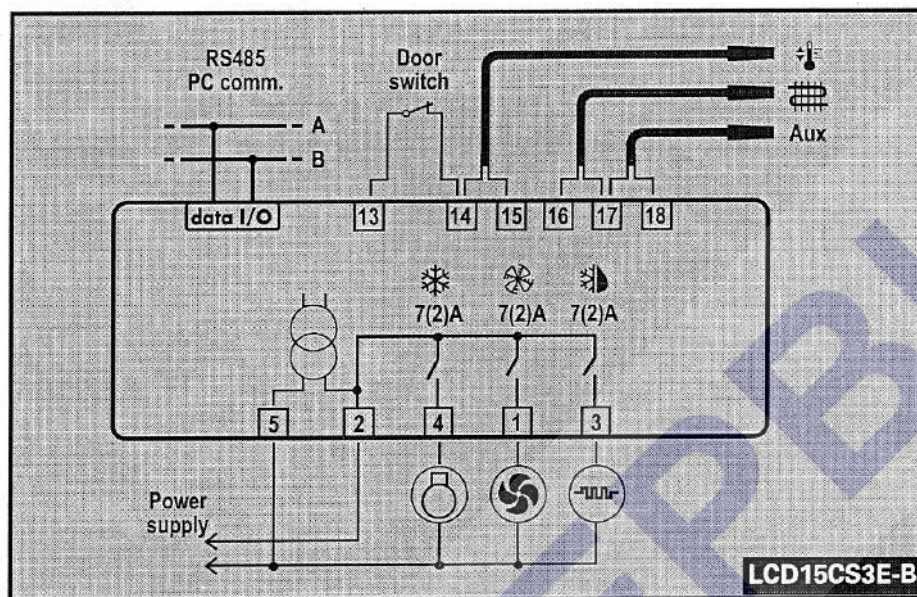 RS485
PC comm.
A
B
Door
switch
Aux
data I/O
13
14
15
16
17
18
7(2)A
7(2)A
7(2)A
5
2
4
1
3
Power
supply
LCD15CS3E-B